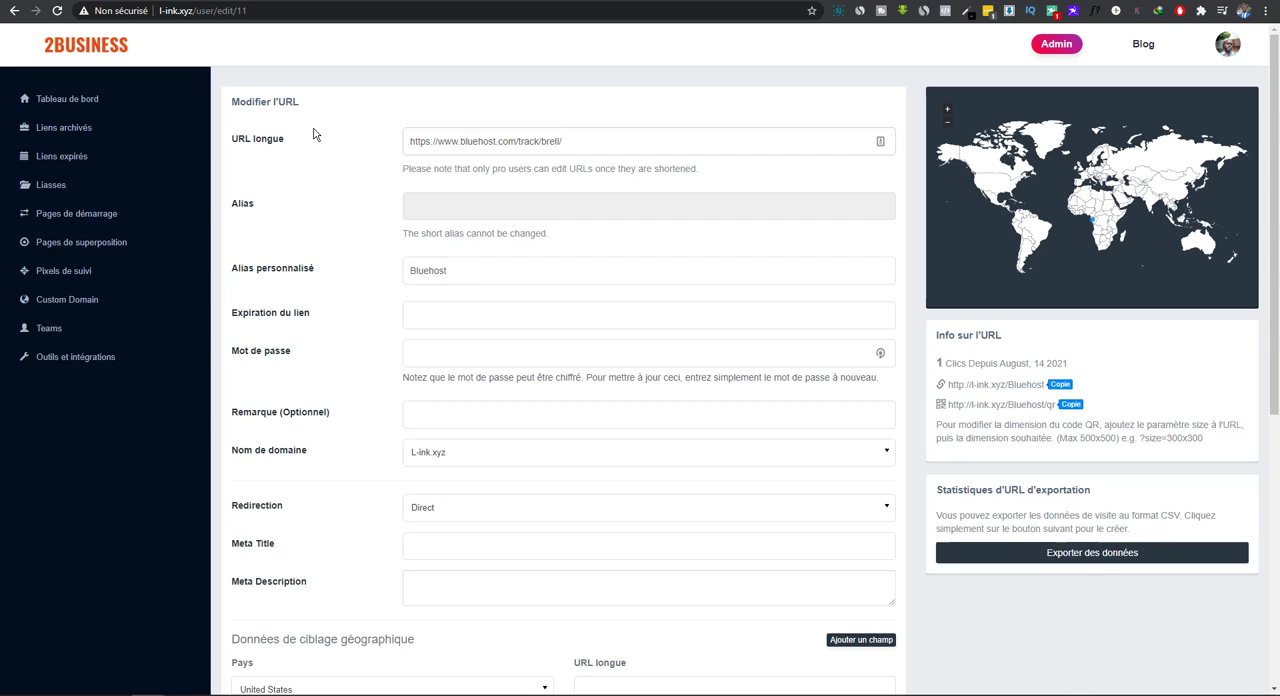 Non sécurisé | l-ink.xyz/user/edit/11
2BUSINESS
Admin
Blog
Tableau de bord
Liens archivés
Liens expirés
Liasses
Pages de démarrage
Pages de superposition
Pixels de suivi
Custom Domain
Teams
Outils et intégrations
Modifier l'URL
URL longue
https://www.bluehost.com/track/brell/
Please note that only pro users can edit URLs once they are shortened.
Alias
The short alias cannot be changed.
Alias personnalisé
Bluehost
Expiration du lien
Mot de passe
Notez que le mot de passe peut être chiffré. Pour mettre à jour ceci, entrez simplement le mot de passe à nouveau.
Remarque (Optionnel)
Nom de domaine
L-ink.xyz
Redirection
Direct
Meta Title
Meta Description
Données de ciblage géographique
Ajouter un champ
Pays
URL longue
United States
+
−
Info sur l'URL
1 Clics Depuis August, 14 2021
http://l-ink.xyz/Bluehost Copie
http://l-ink.xyz/Bluehost/qr Copie
Pour modifier la dimension du code QR, ajoutez le paramètre size à l'URL,
puis la dimension souhaitée. (Max 500x500) e.g. ?size=300x300
Statistiques d'URL d'exportation
Vous pouvez exporter les données de visite au format CSV. Cliquez
simplement sur le bouton suivant pour le créer.
Exporter des données